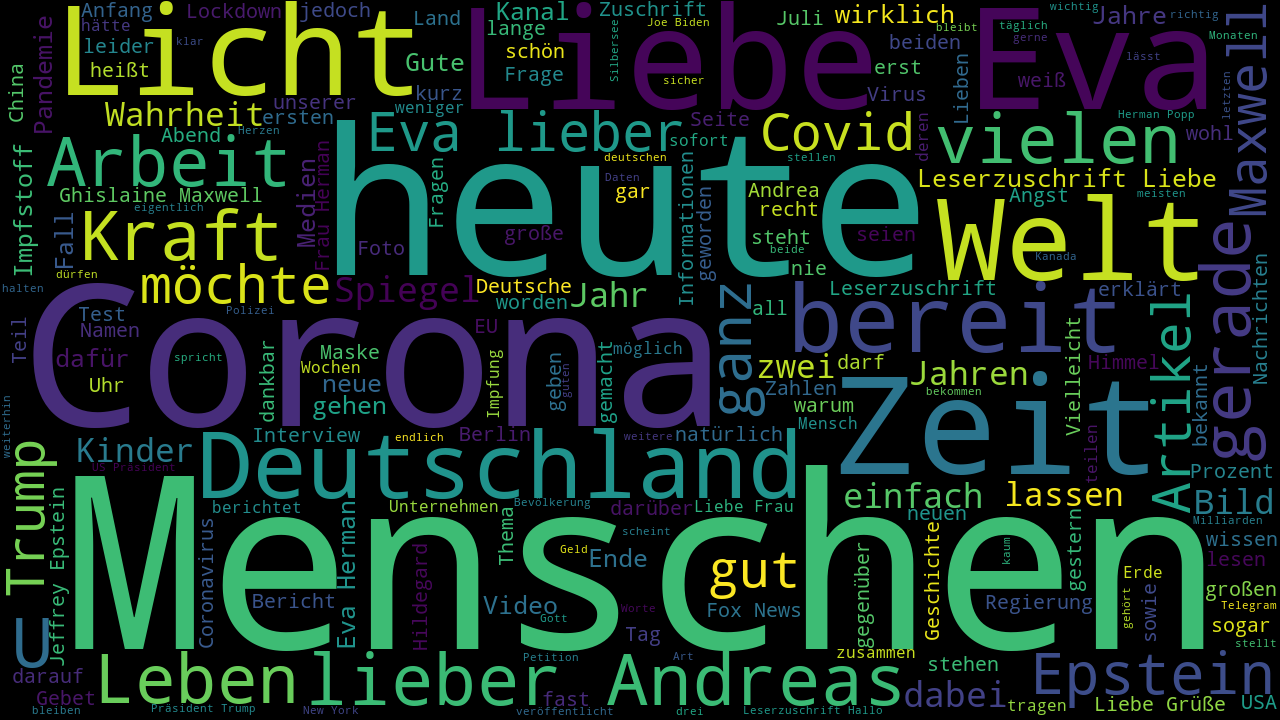 Anfang
Lockdown
jedoch
hätte
leider
klar
heißt
China
Pandemie
Licht
Land
Kanal
Zuschrift
lange
Joe Biden
schön
Frage
Silbersee
Gute
kurz
weniger
Liebe
sicher
Juli
wirklich
bleibt
beiden
erst
Virus
Eva
täglich
gerne
wichtig
Jahre
richtig
Monaten
lässt
weiß
Lieben
letzten
Maxwell
Wahrheit
unserer
ersten
Abend
Herzen
Arbeit
Eva lieber
Seite
sofort
deutschen
Daten
gar
Covid
stellen
deren
vielen
Herman Popp
wohl
Impfstoff
Ghislaine Maxwell
eigentlich
Medien
Frau Herman
heute
Fragen
große
Foto
Informationen
geworden
Andrea
recht
steht
beide
nie
seien
Leserzuschrift Liebe
Angst
meisten
Welt
Kanada
Fall
Kraft
dürfen
halten
möchte
Polizei
Spiegel
Deutsche
worden
Jahr
all
ganz
Leserzuschrift
erklärt
gerade
Nachrichten
Teil
Test
Namen
dafür
spricht
Uhr
Corona
EU
Maske
Wochen
neue
dankbar
gehen
Impfung
geben
guten
gemacht
möglich
bereit
zwei
darf
Zahlen
warum
Mensch
Jahren
bekommen
Zeit
Vielleicht
Himmel
Artikel
bekannt
weiterhin
Kinder
US Präsident
Interview
endlich
Berlin
weitere
natürlich
teilen
Prozent
Trump
Deutschland
berichtet
Unternehmen
Bevölkerung
darüber
Liebe Frau
einfach
neuen
lassen
Bild
Milliarden
wissen
Jeffrey Epstein
Coronavirus
Menschen
Bericht
Eva Herman
Hildegard
Thema
scheint
Geld
Ende
Video
Gott
Worte
gut
Fox News
Tag
gegenüber
Geschichte
kaum
gestern
Regierung
Erde
gehört
sowie
lesen
großen
Telegram
sogar
stellt
U
darauf
Gebet
bleiben
Leben
Präsident Trump
New York
lieber Andreas
Petition
Art
fast
veröffentlicht
drei
Leserzuschrift Hallo
zusammen
stehen
dabei
tragen
Epstein
Liebe Grüße
USA